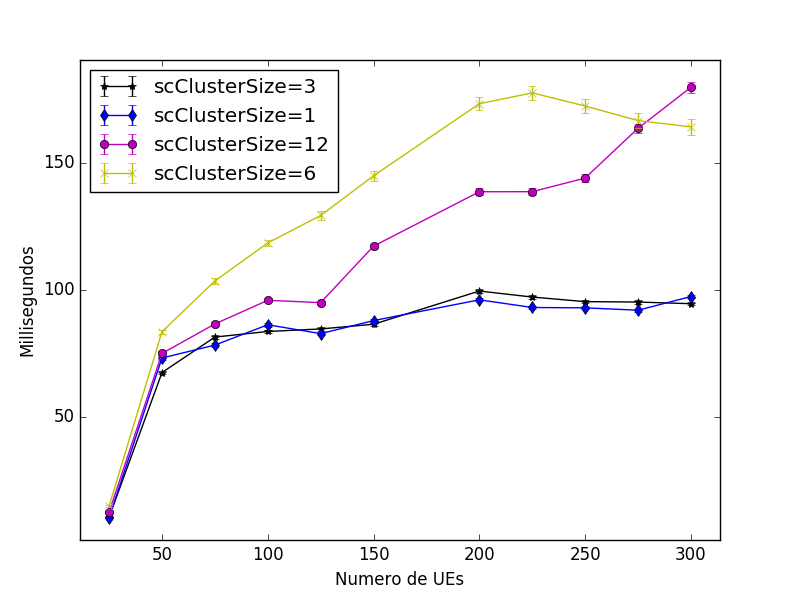 scClusterSize=3
scClusterSize=1
scClusterSize=12
scClusterSize=6
150
100
50
Millisegundos
50 100 150 200 250 300
Numero de UEs